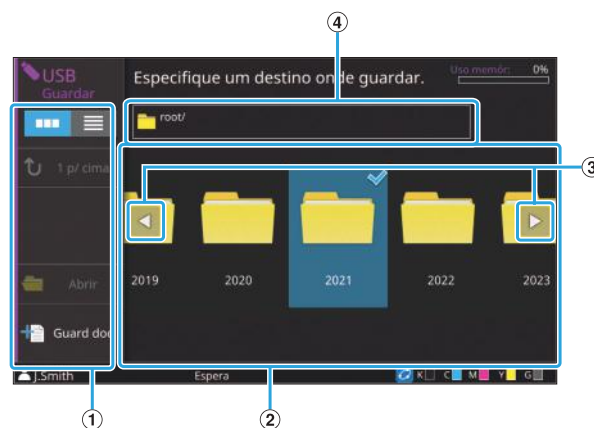 4
USB
Guardar
Especifique um destino onde guardar.
Uso memór: 0%
root/
1 p/ cima
3
2019 2020 2021 2022 2023
Abrir
Guard doc
J.Smith Espera K C M Y G
1 2